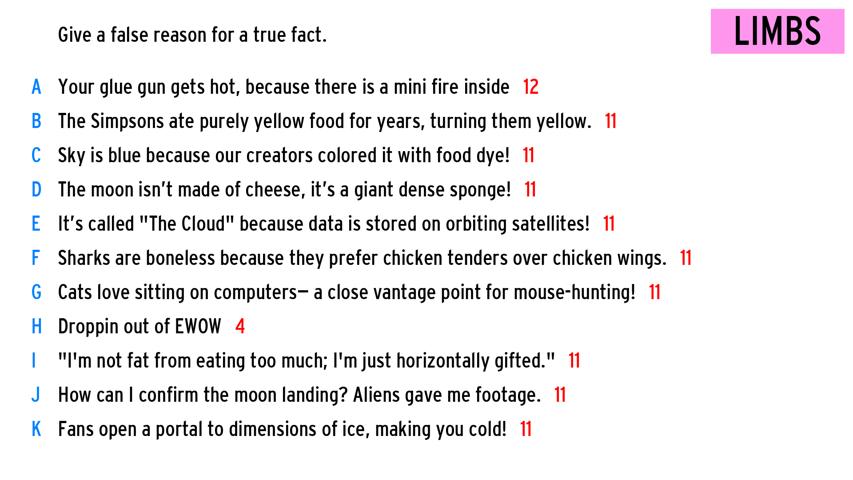 Give a false reason for a true fact.
LIMBS
A Your glue gun gets hot, because there is a mini fire inside 12
B The Simpsons ate purely yellow food for years, turning them yellow. 11
C Sky is blue because our creators colored it with food dye! 11
D The moon isn’t made of cheese, it’s a giant dense sponge! 11
E It’s called "The Cloud" because data is stored on orbiting satellites! 11
F Sharks are boneless because they prefer chicken tenders over chicken wings. 11
G Cats love sitting on computers— a close vantage point for mouse-hunting! 11
H Droppin out of EWOW 4
I "I'm not fat from eating too much; I'm just horizontally gifted." 11
J How can I confirm the moon landing? Aliens gave me footage. 11
K Fans open a portal to dimensions of ice, making you cold! 11